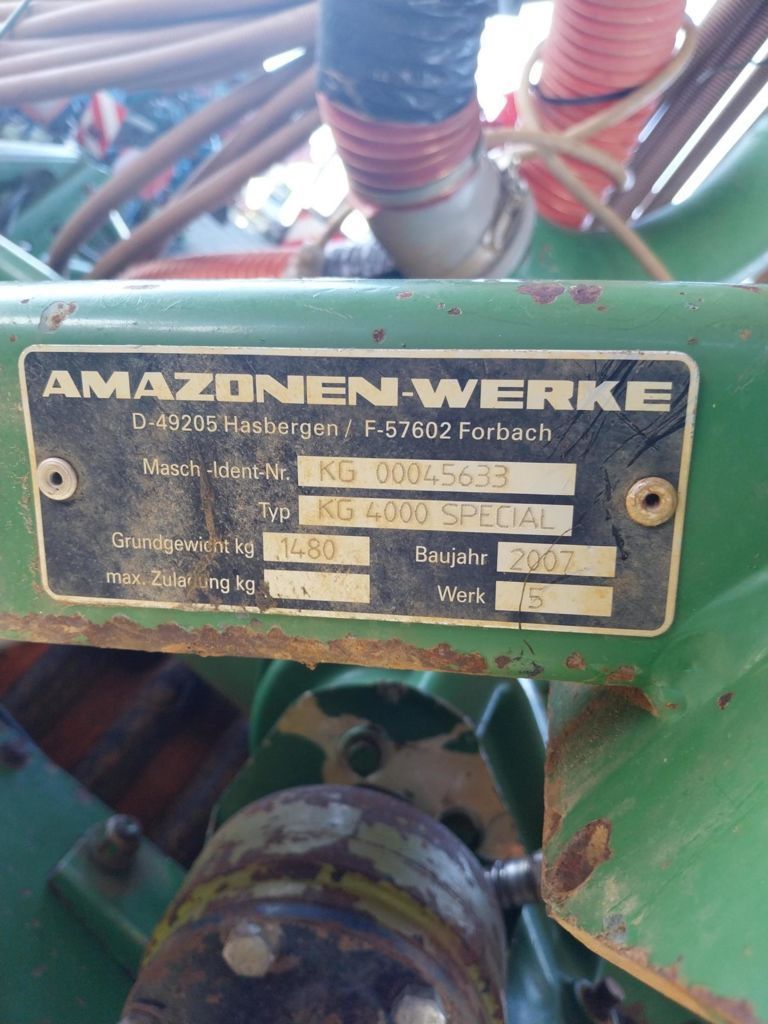 AMAZONEN-WERKE
D-49205 Hasbergen / F-57602 Forbach
Masch.-Ident-Nr. KG 00045633
Typ KG 4000 SPECIAL
Grundgewicht kg 1480 Baujahr 2007
max. Zuladung kg Werk 5